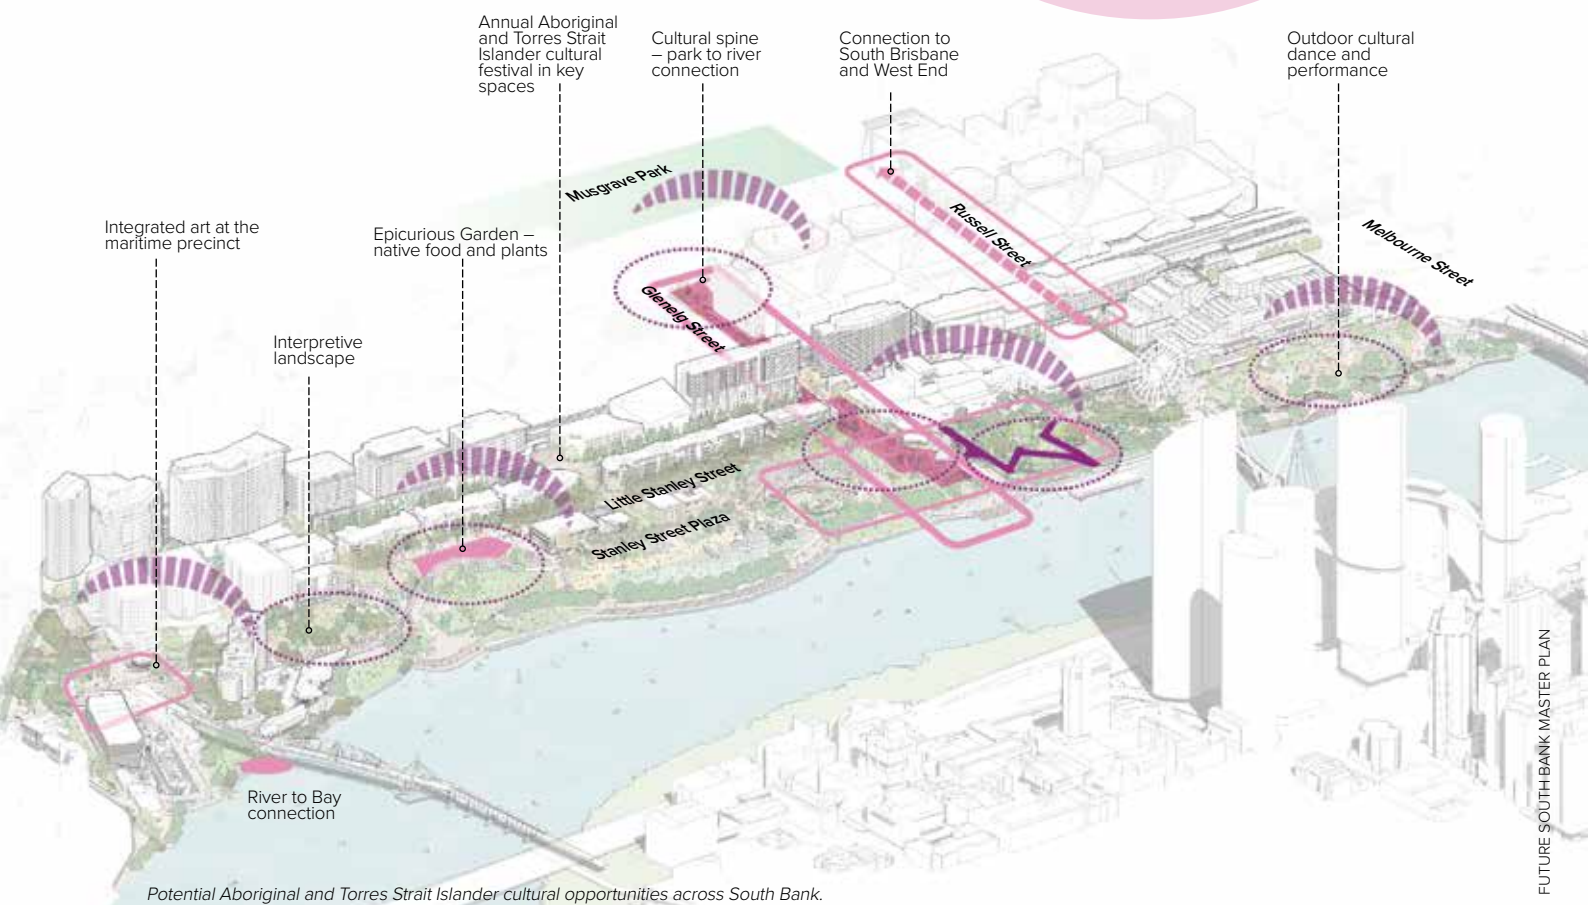 Annual Aboriginal
and Torres Strait
Islander cultural
festival in key
spaces
Cultural spine
– park to river
connection
Connection to
South Brisbane
and West End
Outdoor cultural
dance and
performance
Musgrave Park
Integrated art at the
maritime precinct
Epicurious Garden –
native food and plants
Russell Street
Melbourne Street
Glenelg Street
Interpretive
landscape
Little Stanley Street
Stanley Street Plaza
River to Bay
connection
FUTURE SOUTH BANK MASTER PLAN
Potential Aboriginal and Torres Strait Islander cultural opportunities across South Bank.